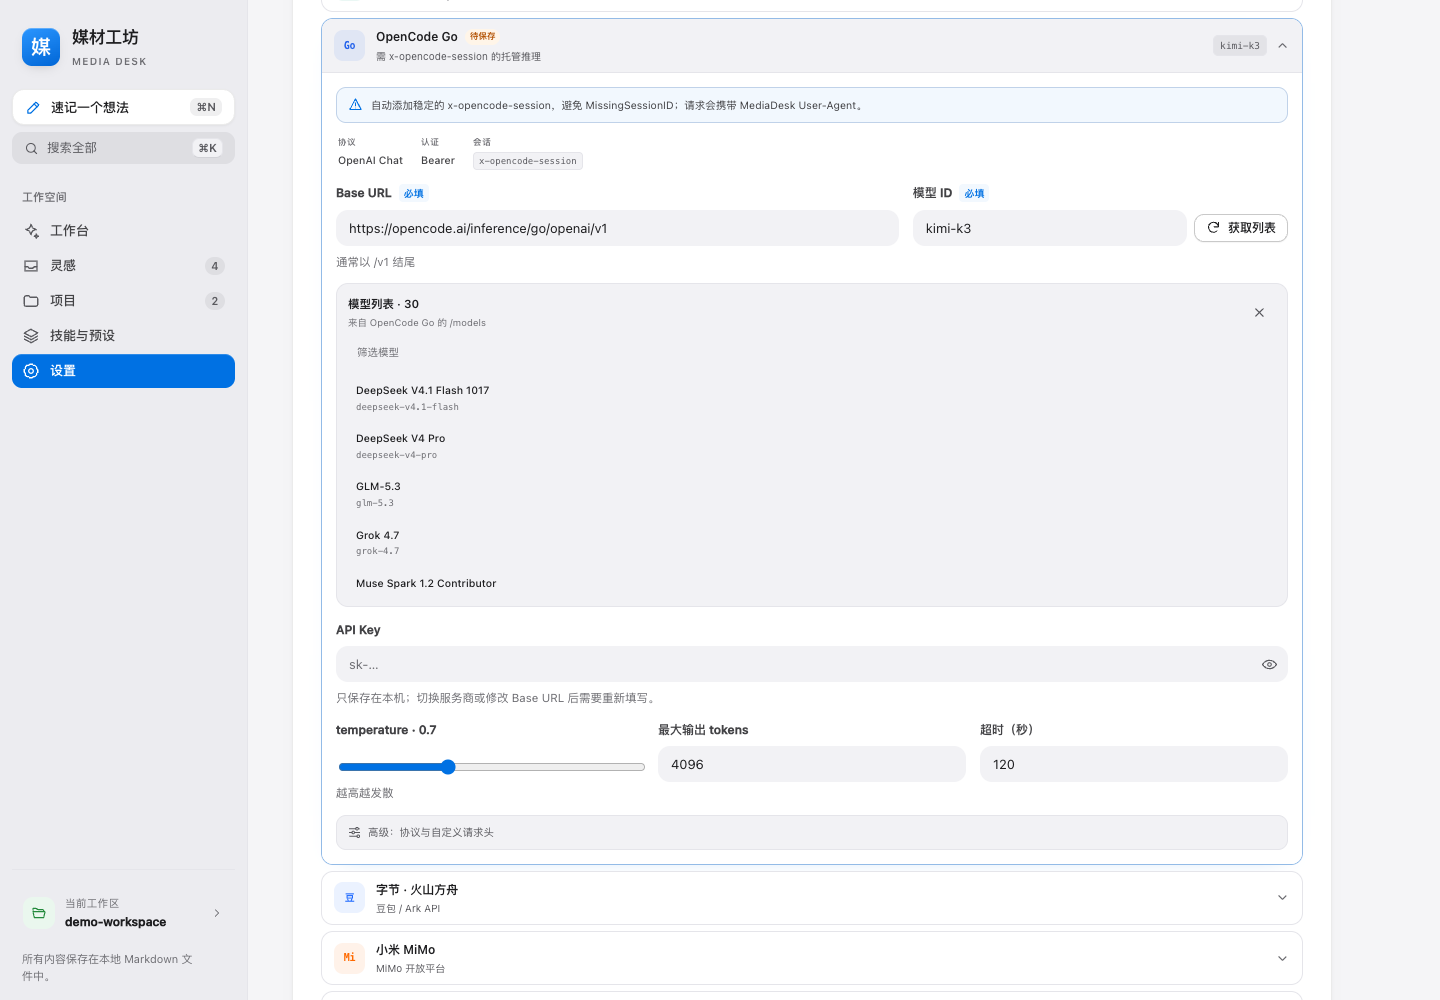 媒
媒材工坊
MEDIA DESK
速记一个想法
⌘N
搜索全部
⌘K
工作空间
工作台
灵感
4
项目
2
技能与预设
设置
当前工作区
demo-workspace
所有内容保存在本地 Markdown 文
件中。
Go
OpenCode Go
待保存
需 x-opencode-session 的托管推理
kimi-k3
自动添加稳定的 x-opencode-session，避免 MissingSessionID；请求会携带 MediaDesk User-Agent。
协议
认证
会话
OpenAI Chat
Bearer
x-opencode-session
Base URL
必填
模型 ID
必填
https://opencode.ai/inference/go/openai/v1
kimi-k3
获取列表
通常以 /v1 结尾
模型列表 · 30
来自 OpenCode Go 的 /models
筛选模型
DeepSeek V4.1 Flash 1017
deepseek-v4.1-flash
DeepSeek V4 Pro
deepseek-v4-pro
GLM-5.3
glm-5.3
Grok 4.7
grok-4.7
Muse Spark 1.2 Contributor
API Key
sk-...
只保存在本机；切换服务商或修改 Base URL 后需要重新填写。
temperature · 0.7
最大输出 tokens
超时（秒）
4096
120
越高越发散
高级：协议与自定义请求头
豆
字节 · 火山方舟
豆包 / Ark API
Mi
小米 MiMo
MiMo 开放平台